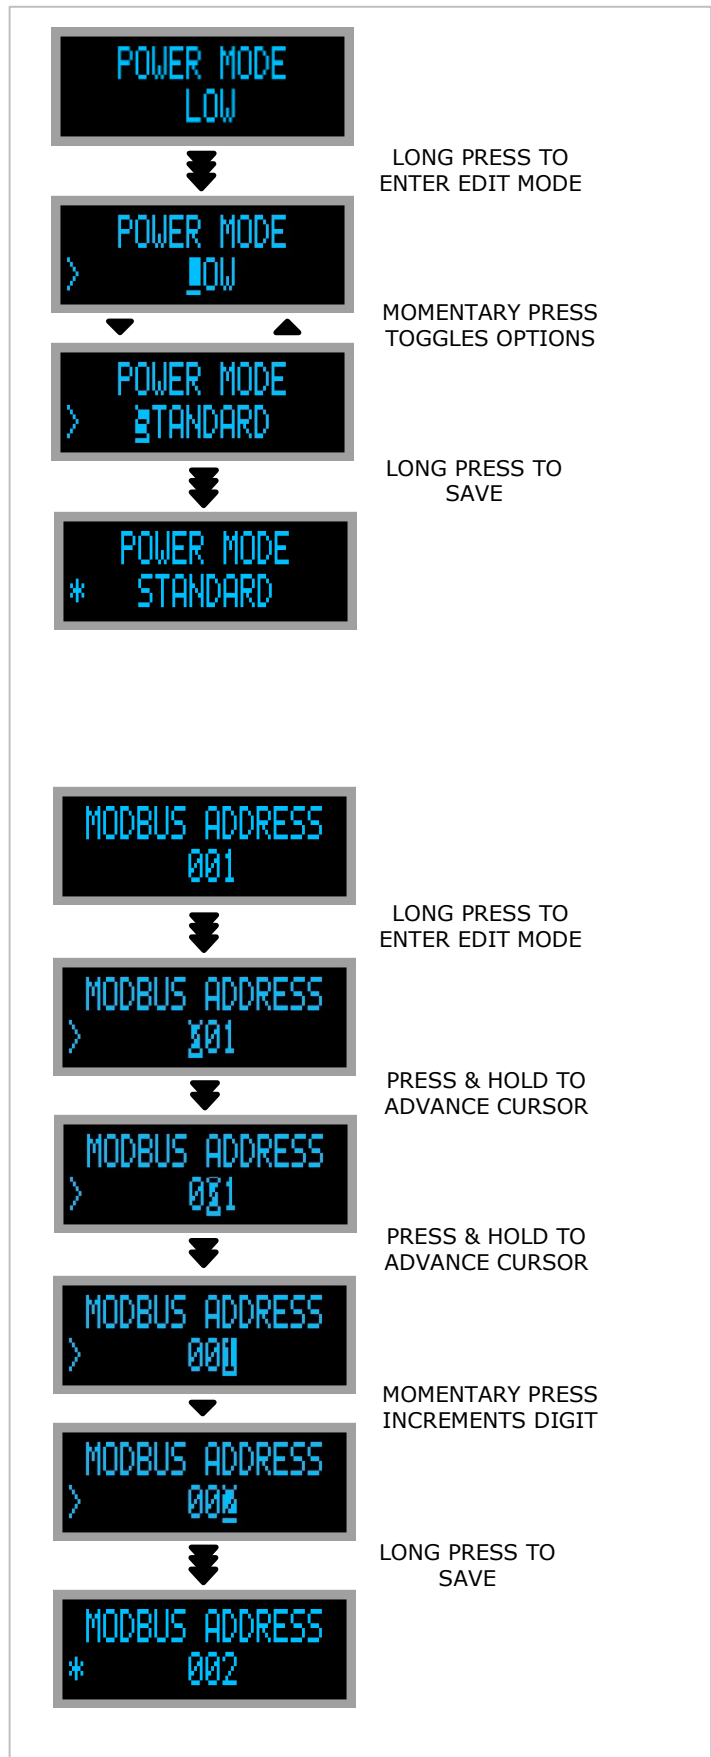 POWER MODE
LOW
LONG PRESS TO
ENTER EDIT MODE
POWER MODE
> LOW
MOMENTARY PRESS
TOGGLES OPTIONS
POWER MODE
> STANDARD
LONG PRESS TO
SAVE
POWER MODE
* STANDARD
MODBUS ADDRESS
001
LONG PRESS TO
ENTER EDIT MODE
MODBUS ADDRESS
> 001
PRESS & HOLD TO
ADVANCE CURSOR
MODBUS ADDRESS
> 001
PRESS & HOLD TO
ADVANCE CURSOR
MODBUS ADDRESS
> 001
MOMENTARY PRESS
INCREMENTS DIGIT
MODBUS ADDRESS
> 002
LONG PRESS TO
SAVE
MODBUS ADDRESS
* 002